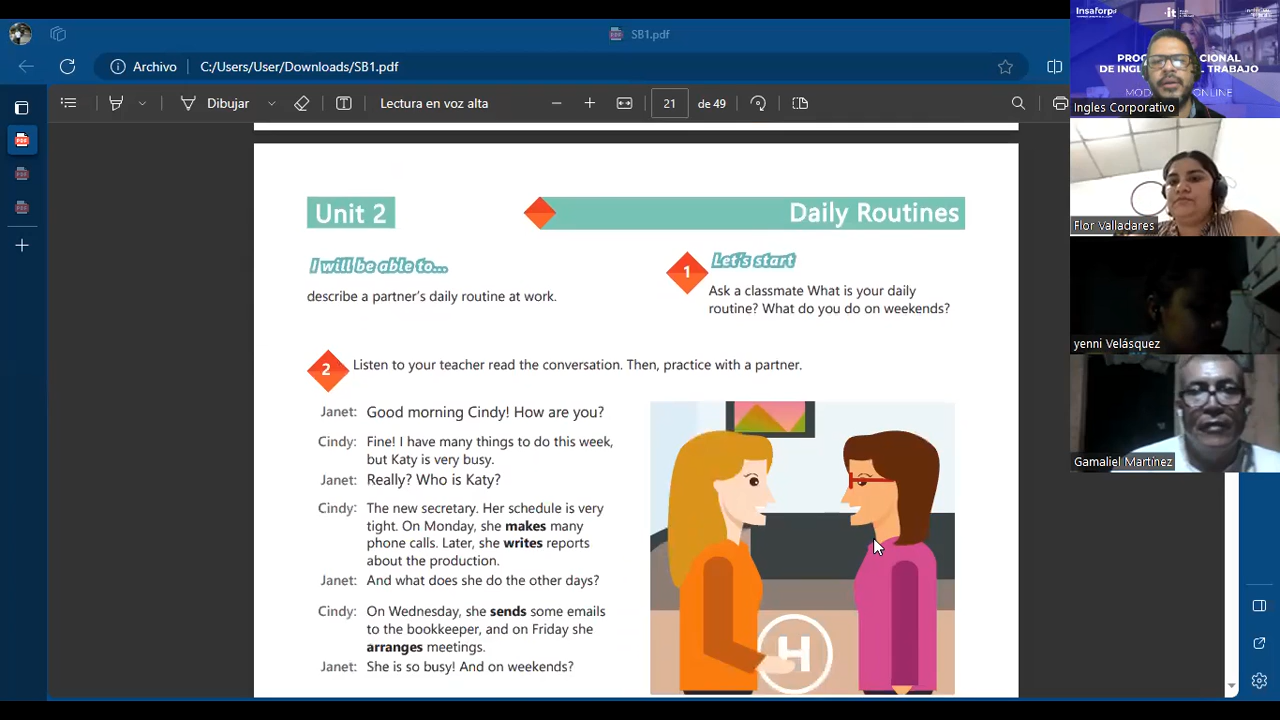 SB1.pdf
Archivo
C:/Users/User/Downloads/SB1.pdf
Dibujar
Lectura en voz alta
21
de 49
Unit 2
Daily Routines
I will be able to...
describe a partner's daily routine at work.
1
Let's start
Ask a classmate What is your daily
routine? What do you do on weekends?
2
Listen to your teacher read the conversation. Then, practice with a partner.
Janet: Good morning Cindy! How are you?
Cindy: Fine! I have many things to do this week,
but Katy is very busy.
Janet: Really? Who is Katy?
Cindy: The new secretary. Her schedule is very
tight. On Monday, she makes many
phone calls. Later, she writes reports
about the production.
Janet: And what does she do the other days?
Cindy: On Wednesday, she sends some emails
to the bookkeeper, and on Friday she
arranges meetings.
Janet: She is so busy! And on weekends?
H
Insaforp
.it
DE INGL
TRABAJO
ONLINE
Ingles Corporativo
Flor Valladares
yenni Velásquez
Gamaliel Martínez